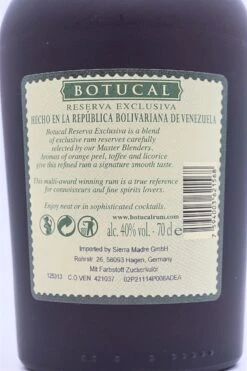 BOTUCAL
RESERVA EXCLUSIVA
HECHO EN LA REPÚBLICA BOLIVARIANA DE VENEZUELA
Botucal Reserva Exclusiva is a blend
of exclusive rum reserves carefully
selected by our Master Blenders.
Aromas of orange peel, toffee and licorice
give this refined rum a signature smooth taste.
This multi-award winning rum is a true reference
for connoisseurs and fine spirits lovers.
Enjoy neat or in sophisticated cocktails.
www.botucalrum.com
alc. 40% vol. - 70 cl e
Imported by Sierra Madre GmbH
Rohrstr. 26, 58093 Hagen, Germany
Mit Farbstoff Zuckerkulör
C.O-VEN 421037